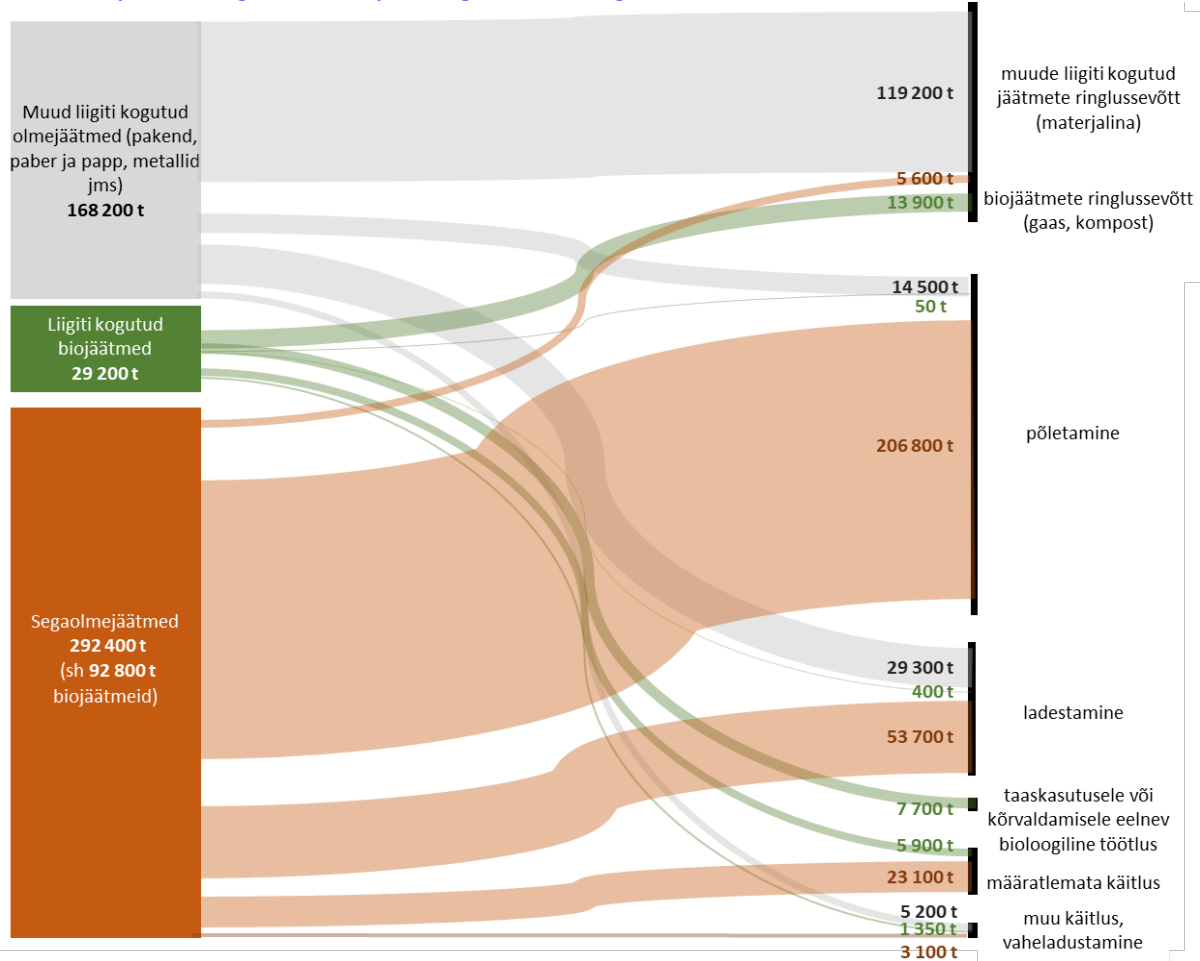 Muud liigiti kogutud
olmejäätmed (pakend,
paber ja papp, metallid
jms)
168 200 t
Liigiti kogutud
biojäätmed
29 200 t
Segaolmejäätmed
292 400 t
(sh 92 800 t
biojäätmeid)
119 200 t
5 600 t
13 900 t
14 500 t
50 t
206 800 t
29 300 t
400 t
53 700 t
7 700 t
5 900 t
23 100 t
5 200 t
1 350 t
3 100 t
muude liigiti kogutud
jäätmete ringlussevõtt
(materjalina)
biojäätmete ringlussevõtt
(gaas, kompost)
põletamine
ladestamine
taaskasutusele või
kõrvaldamisele eelnev
bioloogiline töötlus
määratlemata käitlus
muu käitlus,
vaheladustamine